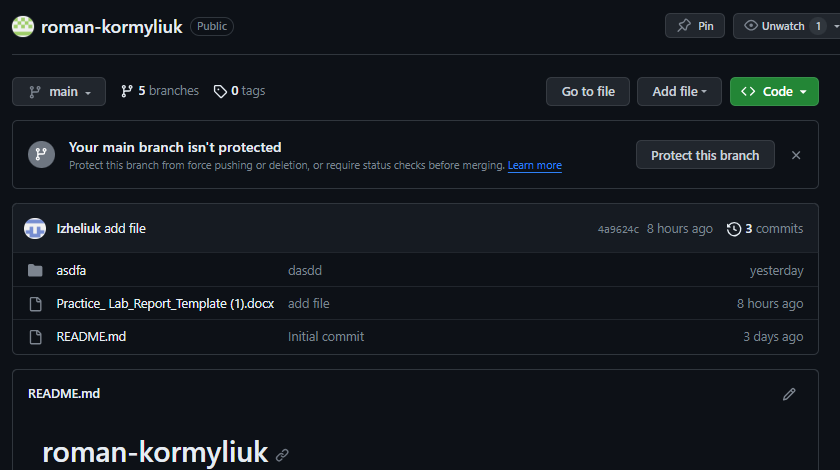 roman-kormyliuk Public Pin Unwatch 1
main 5 branches 0 tags Go to file Add file Code
Your main branch isn't protected
Protect this branch from force pushing or deletion, or require status checks before merging. Learn more
Protect this branch
Izheliuk add file 4a9624c 8 hours ago 3 commits
asdfa dasdd yesterday
Practice_ Lab_Report_Template (1).docx add file 8 hours ago
README.md Initial commit 3 days ago
README.md
roman-kormyliuk